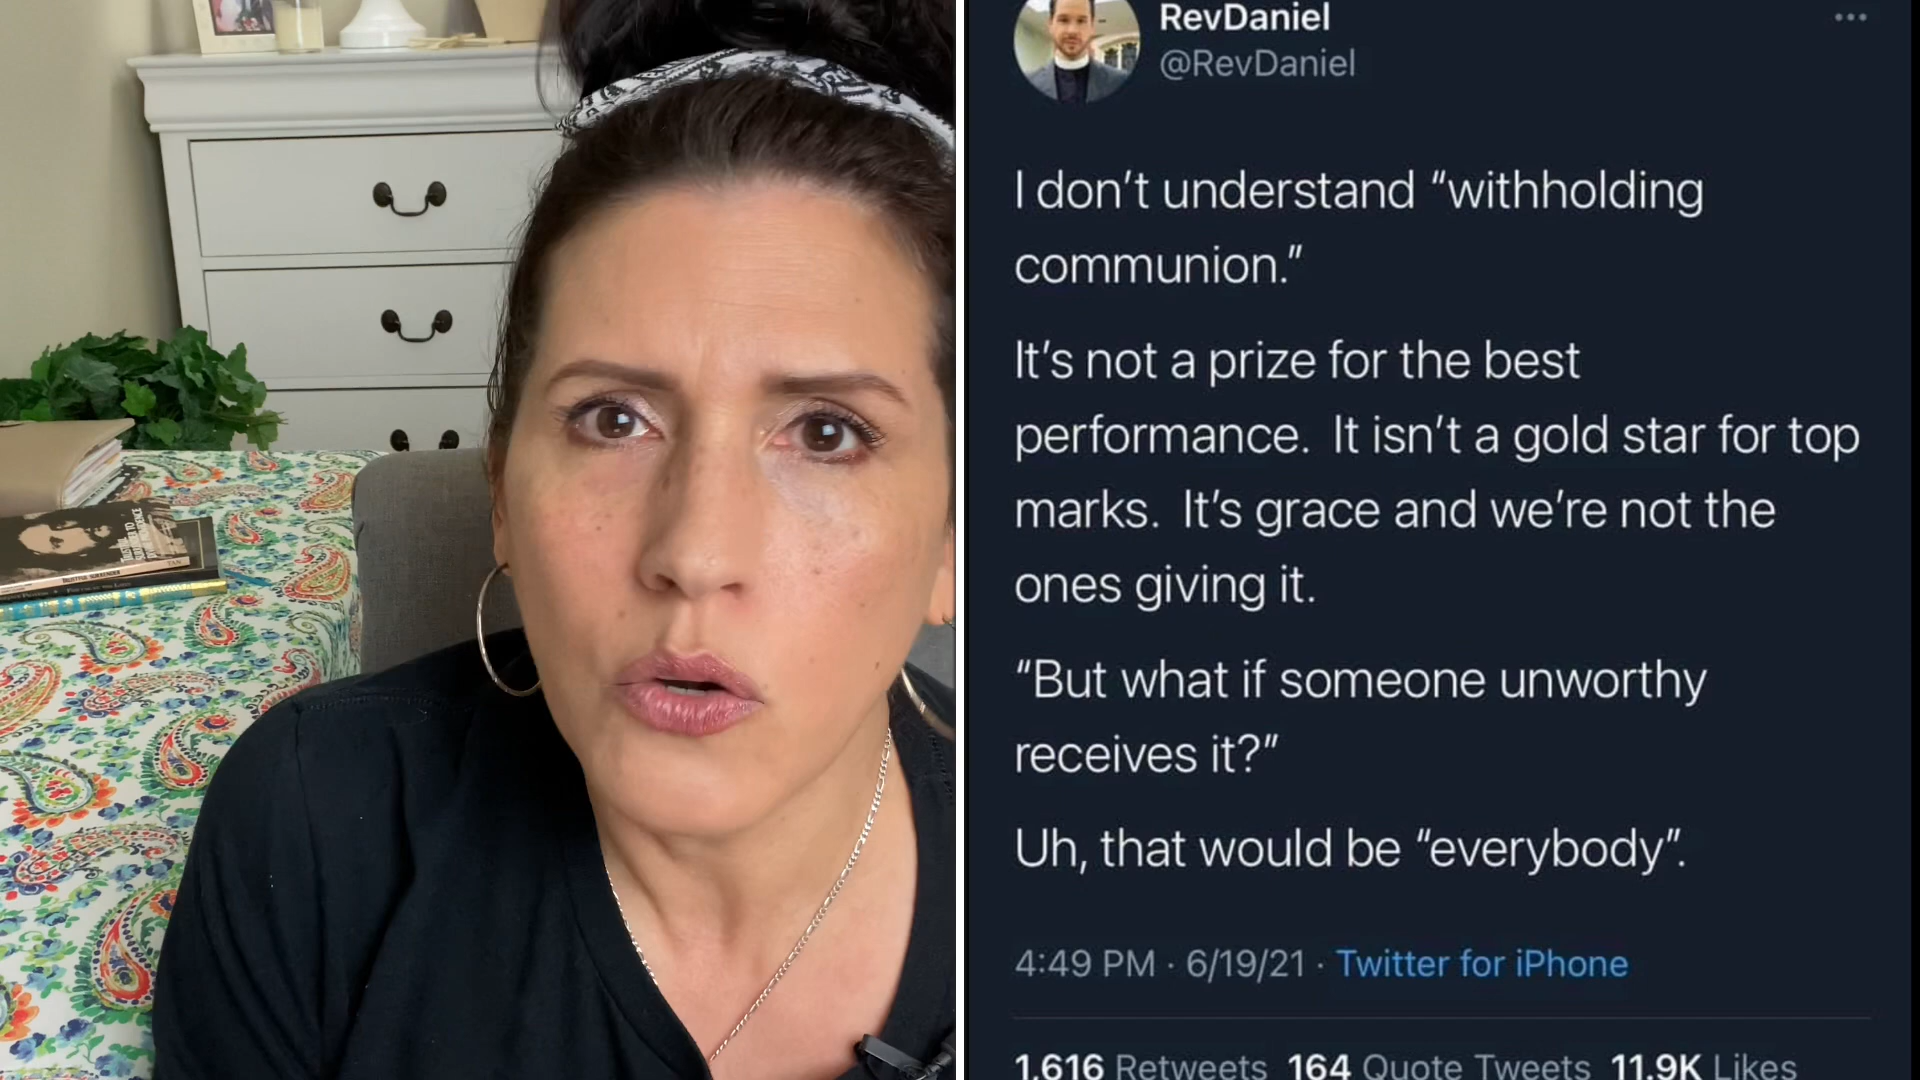 RevDaniel
@RevDaniel
I don’t understand “withholding
communion.”
It’s not a prize for the best
performance. It isn’t a gold star for top
marks. It’s grace and we’re not the
ones giving it.
“But what if someone unworthy
receives it?”
Uh, that would be “everybody”.
4:49 PM · 6/19/21 · Twitter for iPhone
1,616 Retweets 164 Quote Tweets 11.9K Likes
TAN